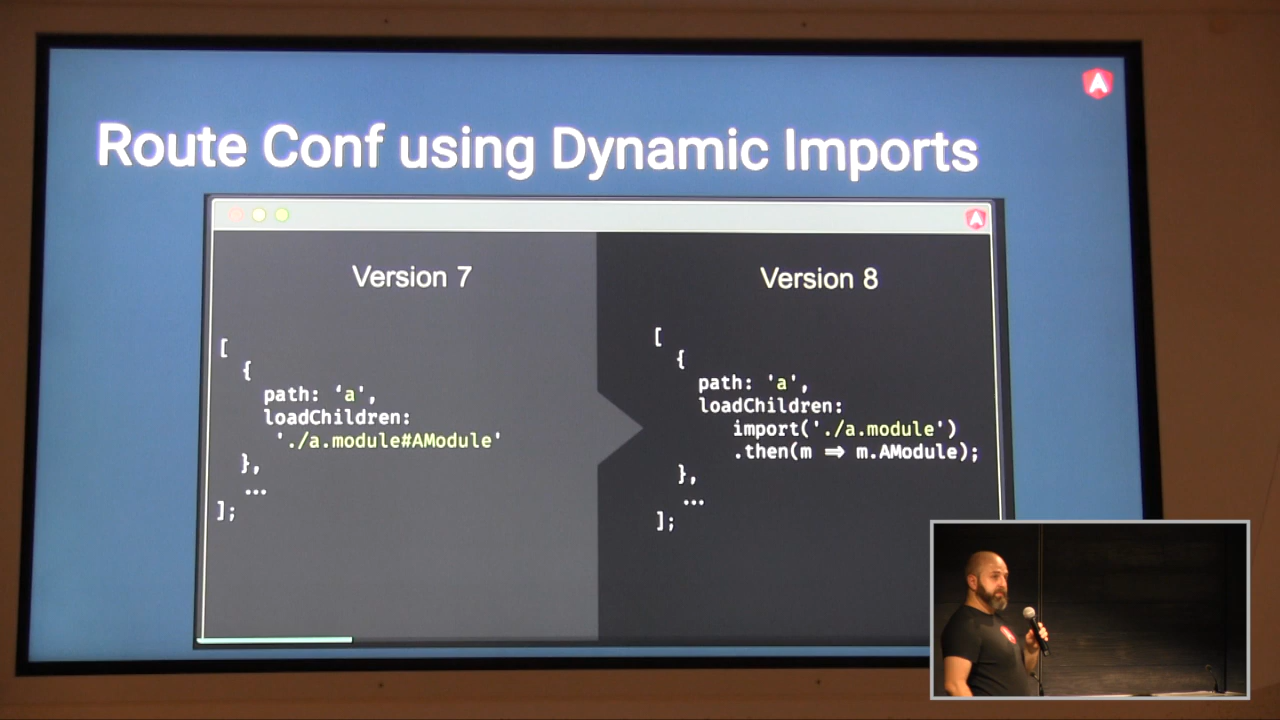 Route Conf using Dynamic Imports
Version 7
[
{
path: ‘a',
loadChildren:
'./a.module#AModule'
},
...
];
Version 8
[
{
path: 'a',
loadChildren:
import('./a.module')
.then(m ⇒ m.AModule);
},
...
];